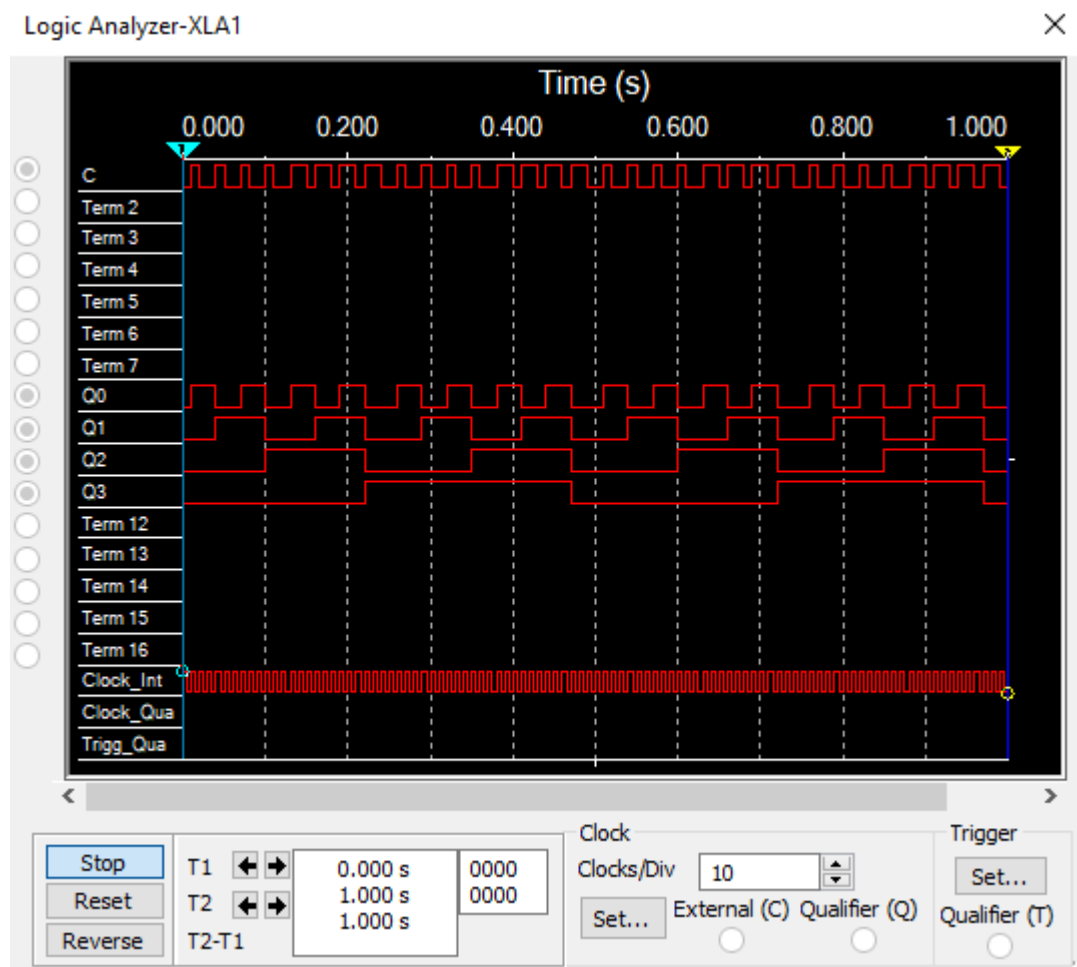 Logic Analyzer-XLA1
Time (s)
0.000 0.200 0.400 0.600 0.800 1.000
1
C
Term 2
Term 3
Term 4
Term 5
Term 6
Term 7
Q0
Q1
Q2
Q3
Term 12
Term 13
Term 14
Term 15
Term 16
Clock_Int
Clock_Qua
Trigg_Qua
Stop
Reset
Reverse
T1 0.000 s 0000
T2 1.000 s 0000
T2-T1 1.000 s
Clock
Clocks/Div 10
Set... External (C) Qualifier (Q)
Trigger
Set...
Qualifier (T)